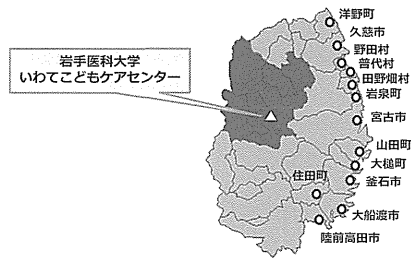 岩手医科大学
いわてこどもケアセンター
洋野町
久慈市
野田村
普代村
田野畑村
岩泉町
宮古市
山田町
大槌町
住田町
釜石市
大船渡市
陸前高田市